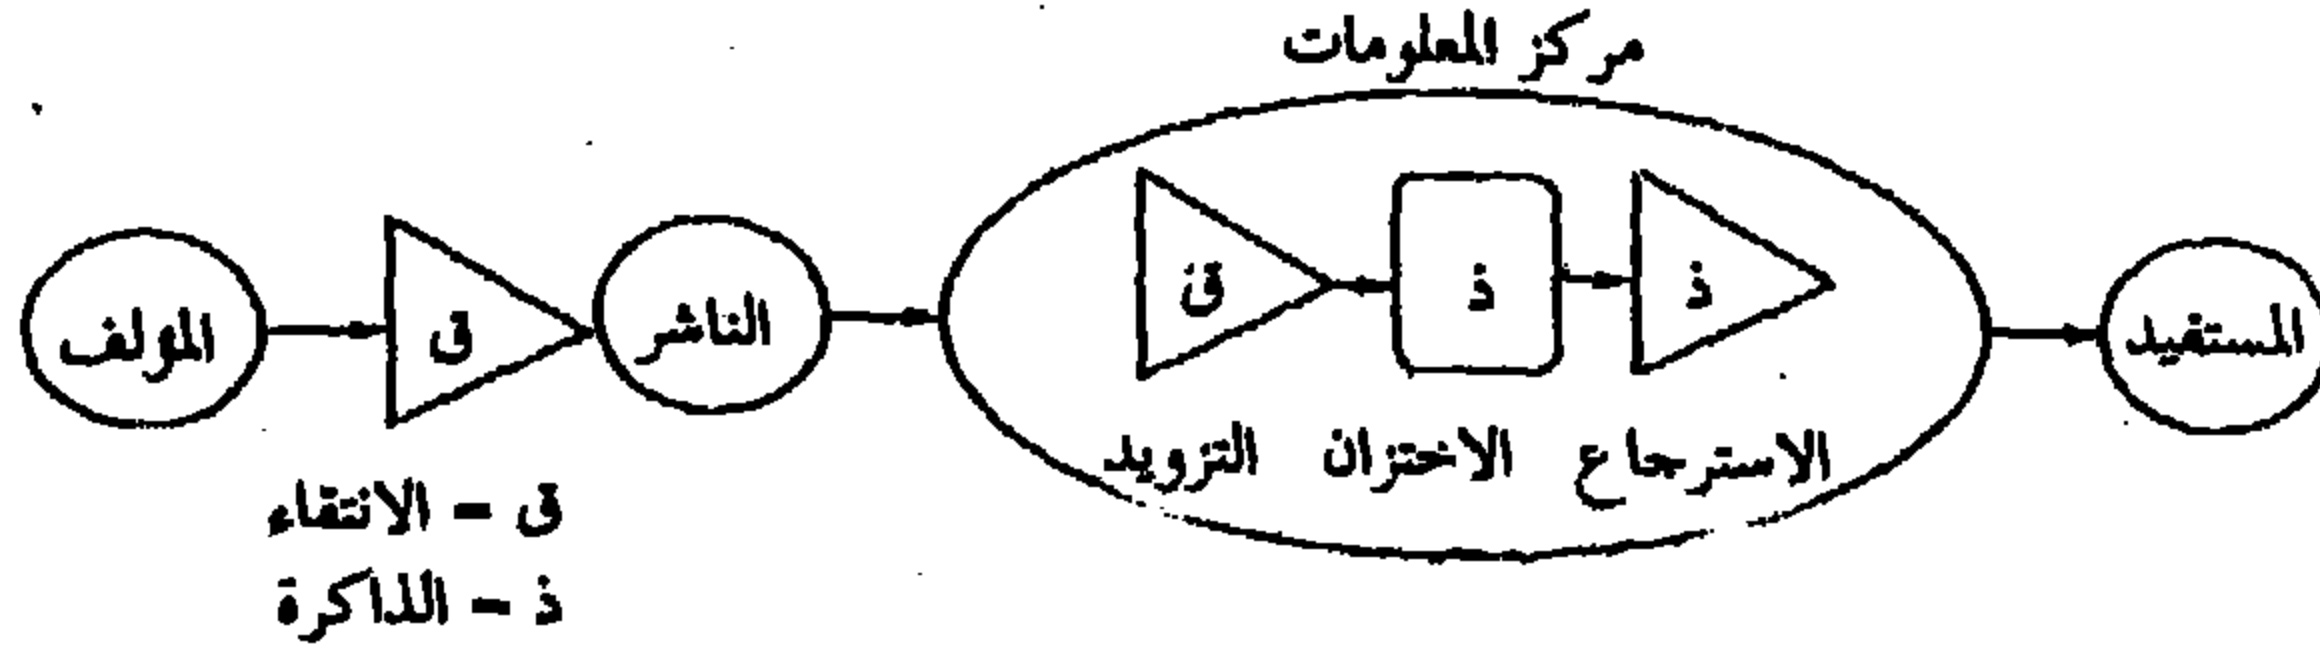 مركز المعلومات
المؤلف
ق
الناشر
ق
ذ
ذ
المستفيد
التزويد
الاختزان
الاسترجاع
ق – الانتقاء
ذ – الذاكرة